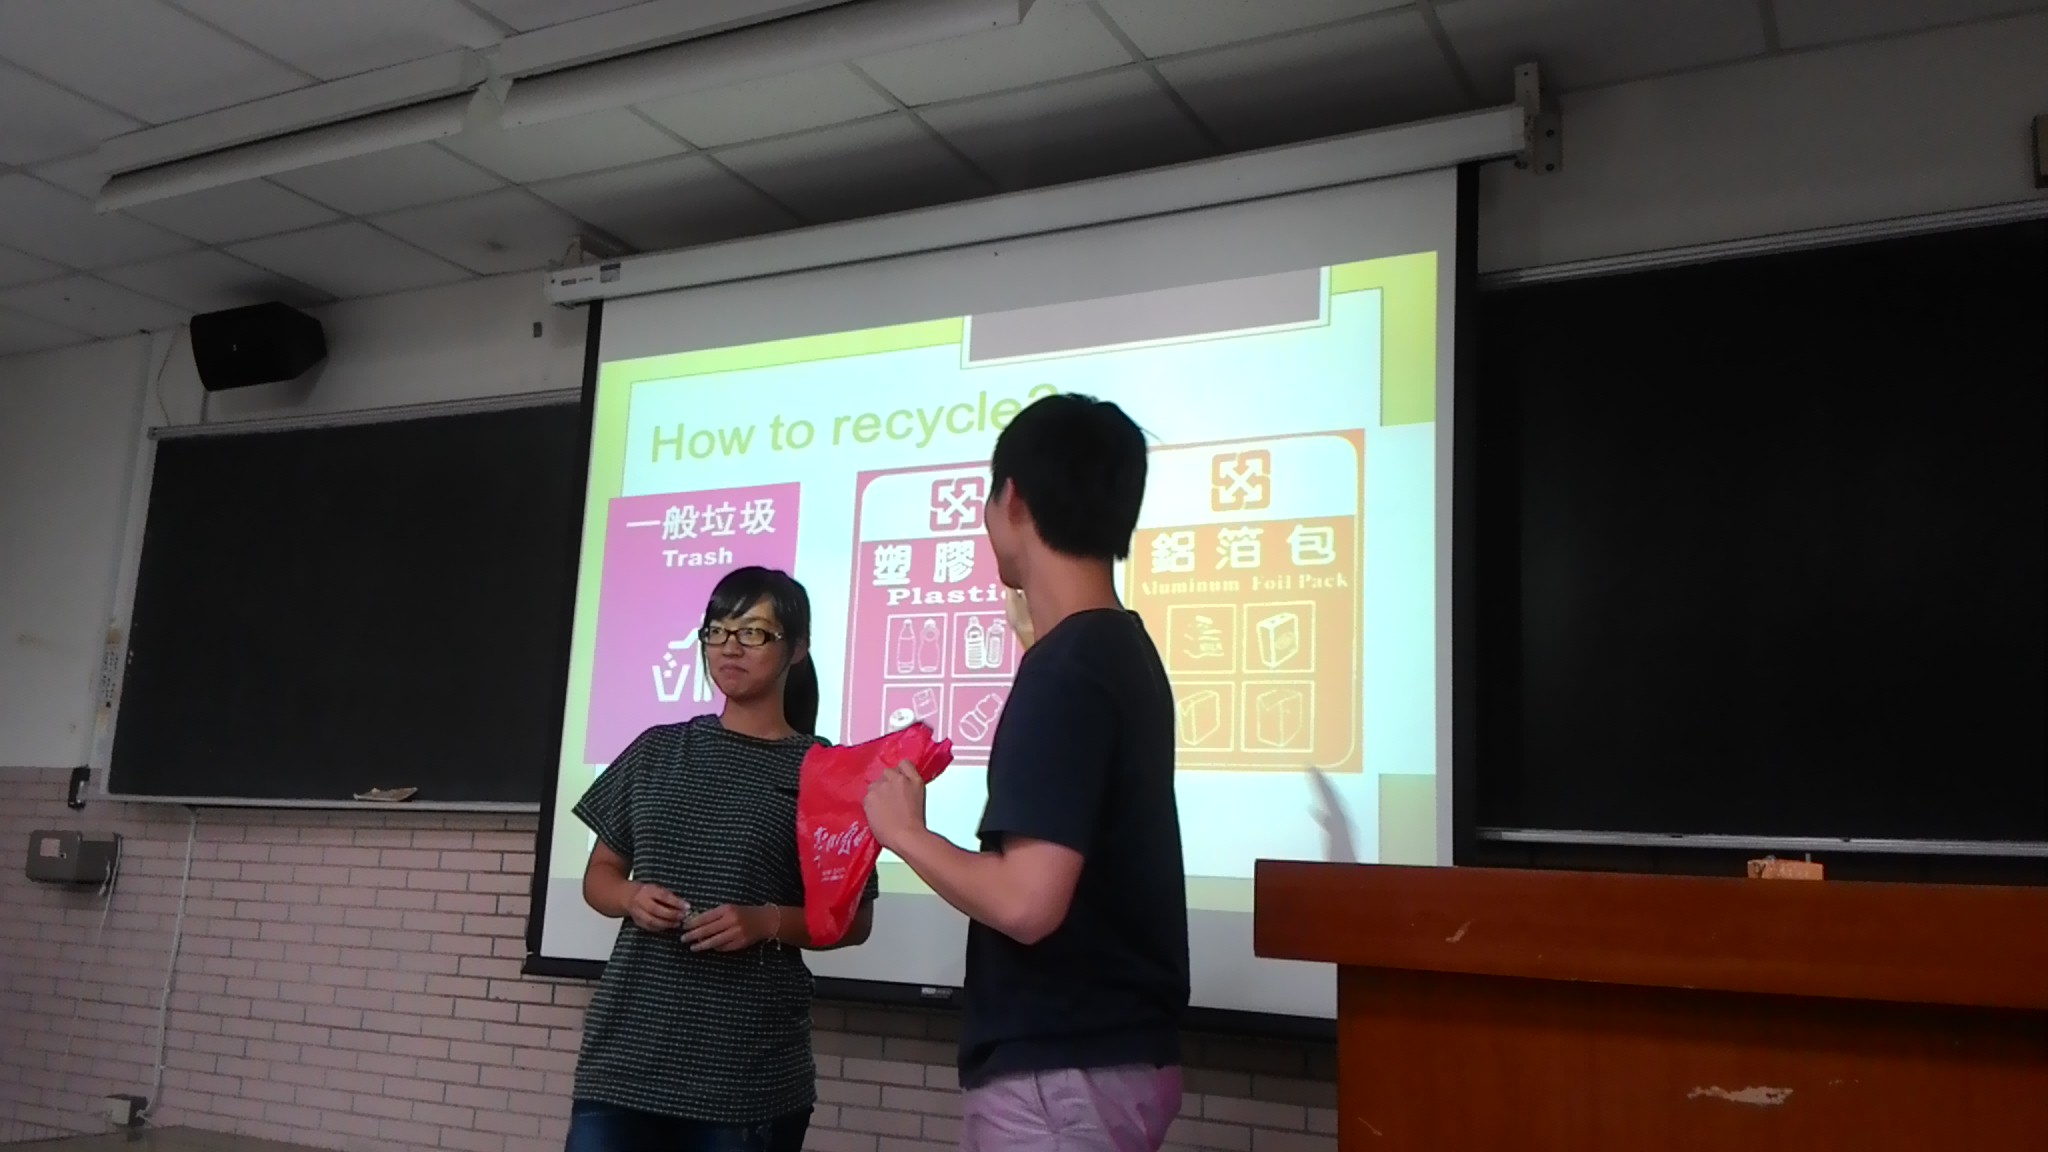 How to recycle?
一般垃圾
Trash
塑膠
Plastic
鋁箔包
Aluminum Foil Pack